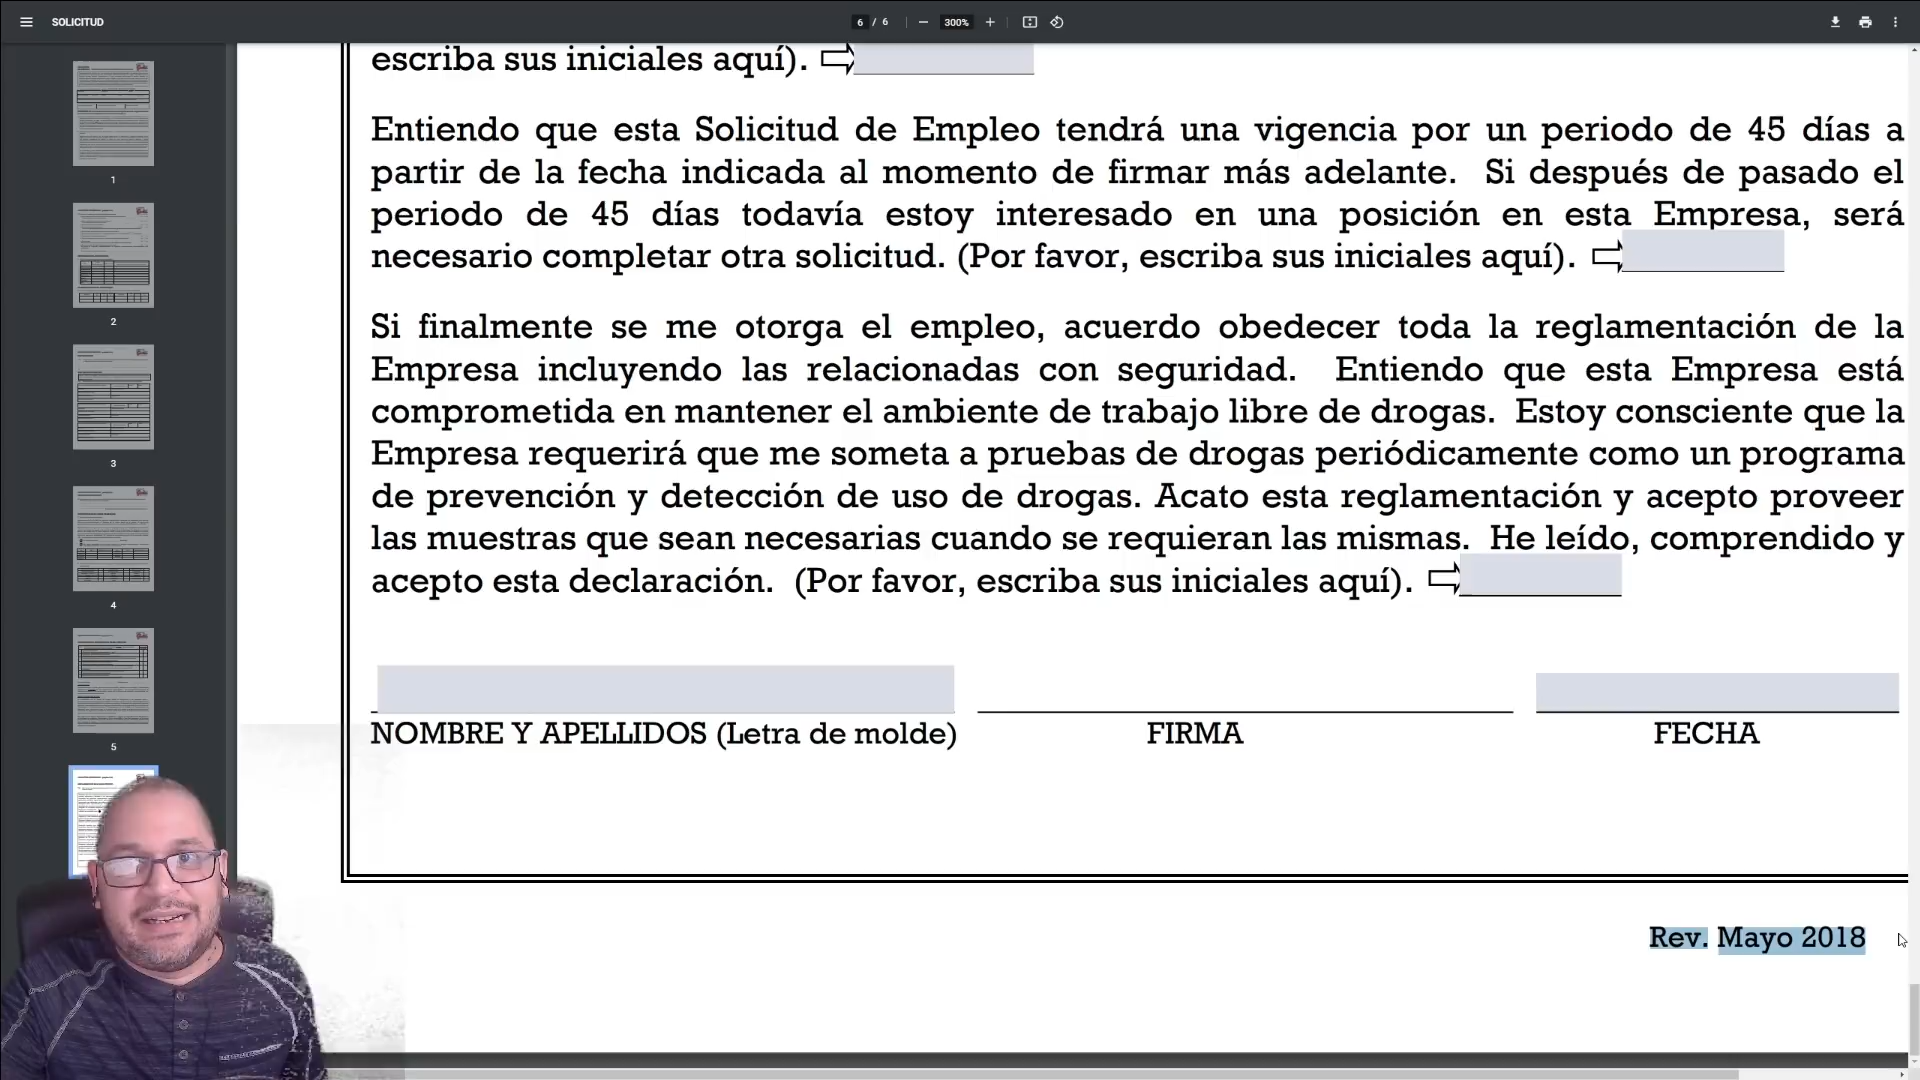 SOLICITUD
6 / 6
300%
escriba sus iniciales aquí).
Entiendo que esta Solicitud de Empleo tendrá una vigencia por un periodo de 45 días a
partir de la fecha indicada al momento de firmar más adelante. Si después de pasado el
periodo de 45 días todavía estoy interesado en una posición en esta Empresa, será
necesario completar otra solicitud. (Por favor, escriba sus iniciales aquí).
Si finalmente se me otorga el empleo, acuerdo obedecer toda la reglamentación de la
Empresa incluyendo las relacionadas con seguridad. Entiendo que esta Empresa está
comprometida en mantener el ambiente de trabajo libre de drogas. Estoy consciente que la
Empresa requerirá que me someta a pruebas de drogas periódicamente como un programa
de prevención y detección de uso de drogas. Acato esta reglamentación y acepto proveer
las muestras que sean necesarias cuando se requieran las mismas. He leído, comprendido y
acepto esta declaración. (Por favor, escriba sus iniciales aquí).
NOMBRE Y APELLIDOS (Letra de molde)
FIRMA
FECHA
Rev. Mayo 2018
1
2
3
4
5